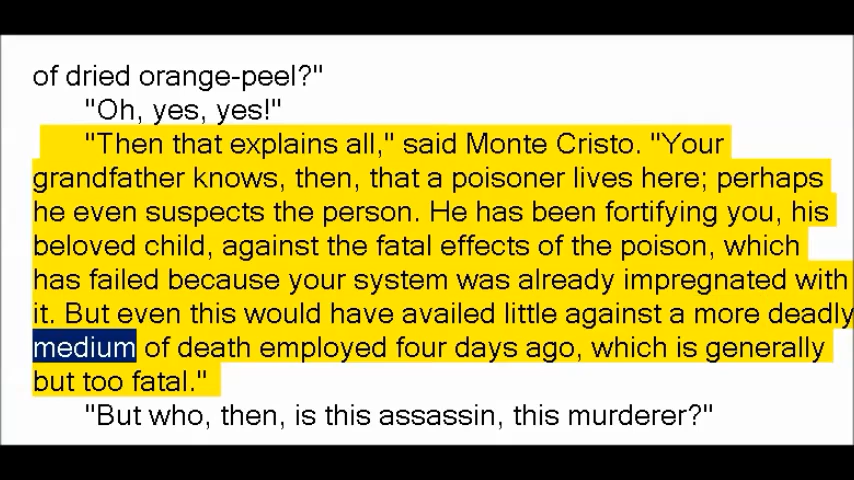 of dried orange-peel?"
"Oh, yes, yes!"
"Then that explains all," said Monte Cristo. "Your
grandfather knows, then, that a poisoner lives here; perhaps
he even suspects the person. He has been fortifying you, his
beloved child, against the fatal effects of the poison, which
has failed because your system was already impregnated with
it. But even this would have availed little against a more deadly
medium of death employed four days ago, which is generally
but too fatal."
"But who, then, is this assassin, this murderer?"